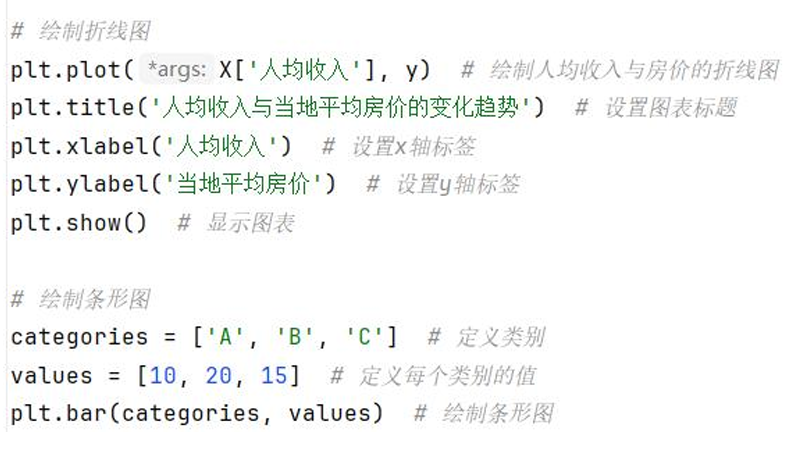 # 绘制折线图
plt.plot( *args: X['人均收入'], y)  # 绘制人均收入与房价的折线图
plt.title('人均收入与当地平均房价的变化趋势')  # 设置图表标题
plt.xlabel('人均收入')  # 设置x轴标签
plt.ylabel('当地平均房价')  # 设置y轴标签
plt.show()  # 显示图表
# 绘制条形图
categories = ['A', 'B', 'C']  # 定义类别
values = [10, 20, 15]  # 定义每个类别的值
plt.bar(categories, values)  # 绘制条形图